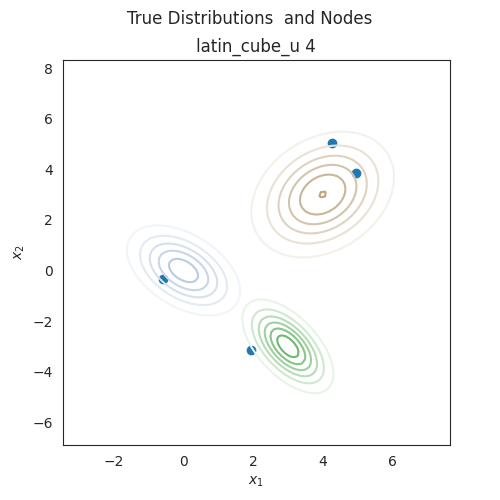 True Distributions  and Nodes
latin_cube_u 4
8
6
4
2
0
−2
−4
−6
x₂
−2 0 2 4 6
x₁